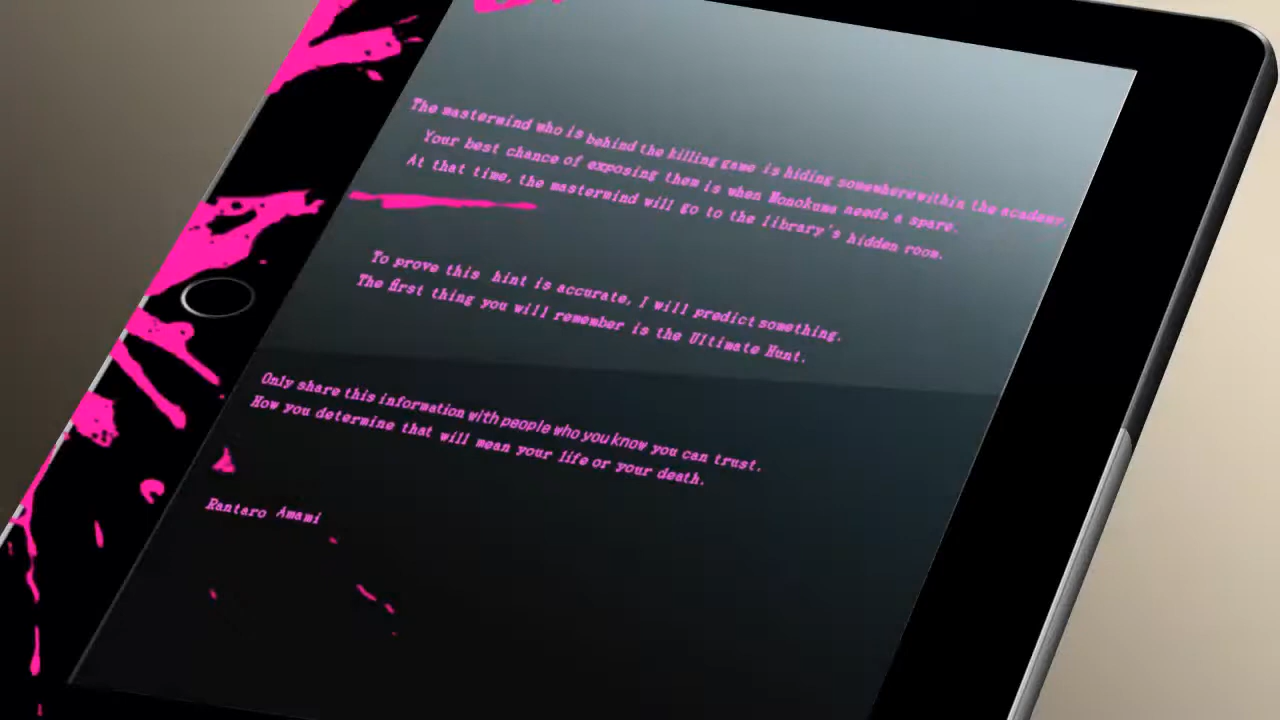 The mastermind who is behind the killing game is hiding somewhere within the academy.
Your best chance of exposing them is when Monokuma needs a spare.
At that time, the mastermind will go to the library's hidden room.
To prove this hint is accurate, I will predict something.
The first thing you will remember is the Ultimate Hunt.
Only share this information with people who you know you can trust.
How you determine that will mean your life or your death.
Rantaro Amami